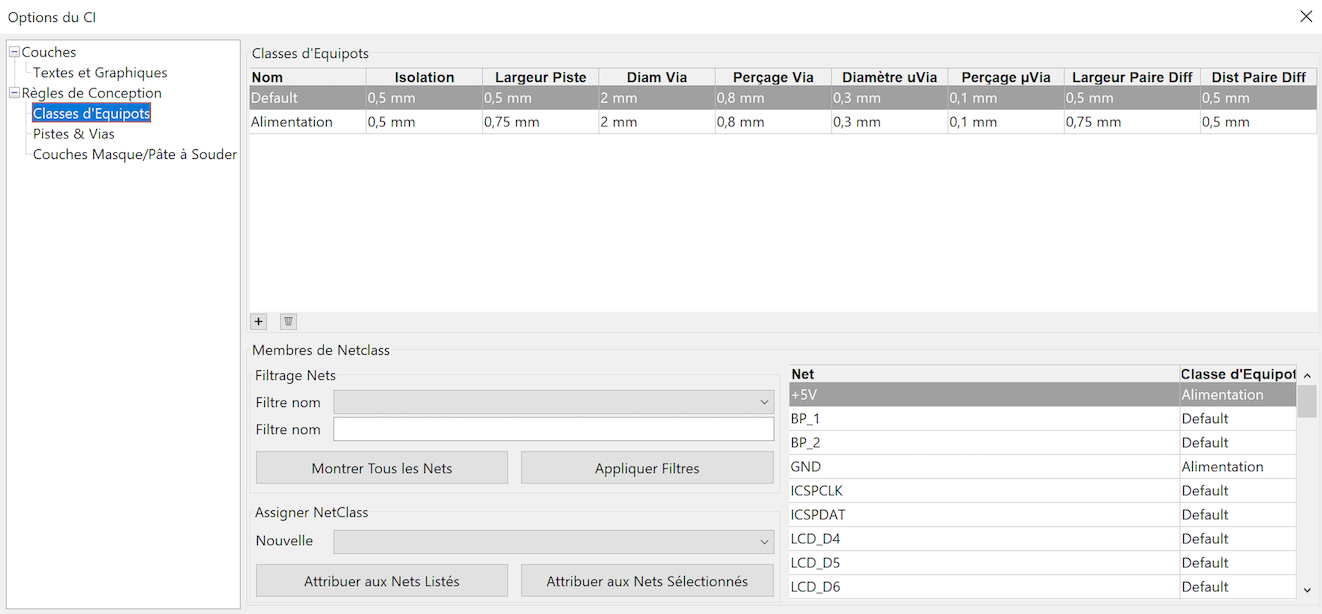 Options du CI
Couches
Textes et Graphiques
Règles de Conception
Classes d'Equipots
Pistes & Vias
Couches Masque/Pâte à Souder
Classes d'Equipots
Nom Isolation Largeur Piste Diam Via Perçage Via Diamètre uVia Perçage µVia Largeur Paire Diff Dist Paire Diff
Default 0,5 mm 0,5 mm 2 mm 0,8 mm 0,3 mm 0,1 mm 0,5 mm 0,5 mm
Alimentation 0,5 mm 0,75 mm 2 mm 0,8 mm 0,3 mm 0,1 mm 0,75 mm 0,5 mm
+
Membres de Netclass
Filtrage Nets
Filtre nom
Filtre nom
Montrer Tous les Nets Appliquer Filtres
Assigner NetClass
Nouvelle
Attribuer aux Nets Listés Attribuer aux Nets Sélectionnés
Net Classe d'Equipot
+5V Alimentation
BP_1 Default
BP_2 Default
GND Alimentation
ICSPCLK Default
ICSPDAT Default
LCD_D4 Default
LCD_D5 Default
LCD_D6 Default